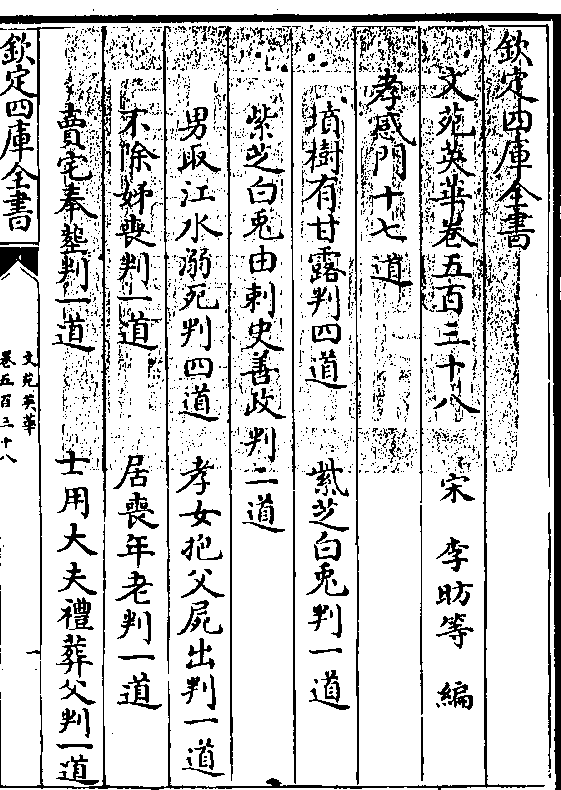 欽定四庫全書
文苑英華卷五百三十八　宋　李昉等　編
孝感門十七道
墳樹有甘露判四道　紫芝白兎判一道
紫芝白兎由刺史善政判二道
男取江水溺死判四道　孝女抱父屍出判一道
不除姊喪判一道　居喪年老判一道
賣宅奉塟判一道　士用大夫禮葬父判一道
欽定四庫全書
文苑英華
卷五百三十八
一